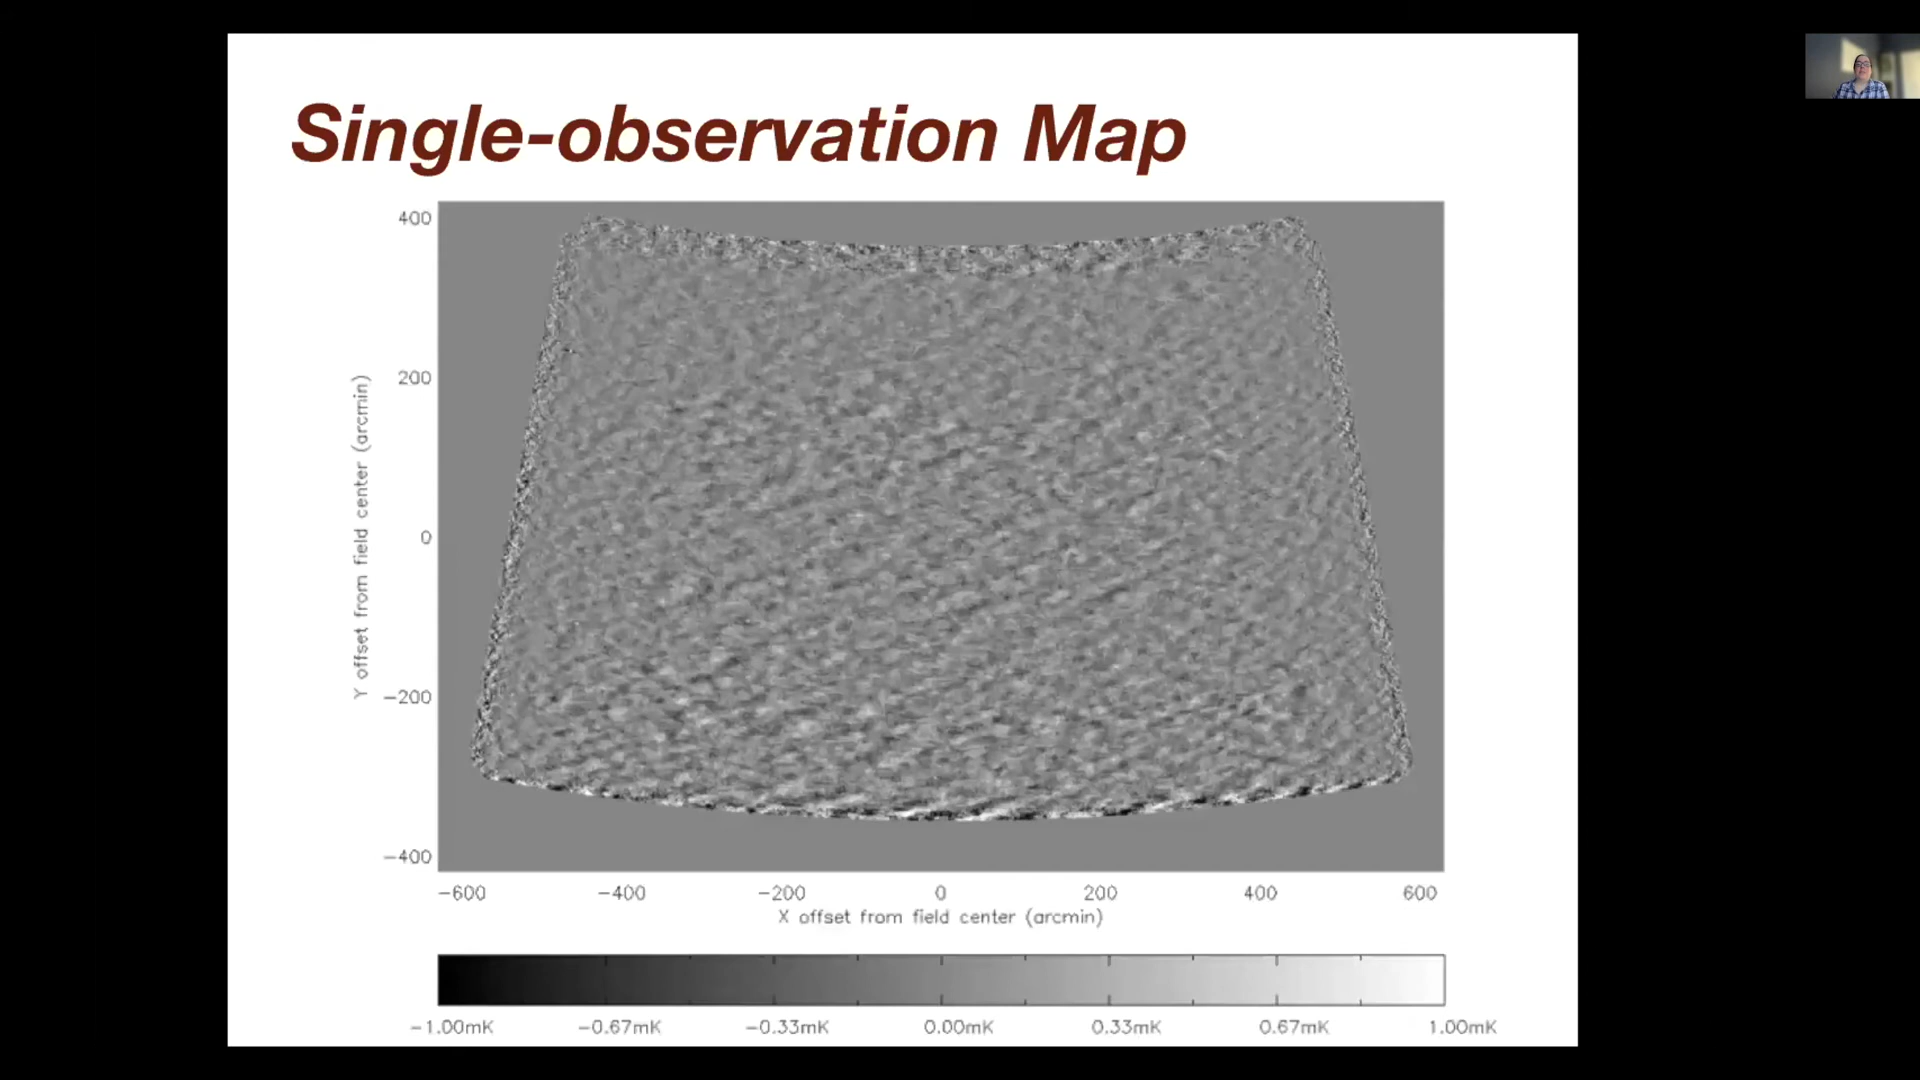 Single-observation Map
400
200
0
−200
−400
Y offset from field center (arcmin)
−600 −400 −200 0 200 400 600
X offset from field center (arcmin)
−1.00mK −0.67mK −0.33mK 0.00mK 0.33mK 0.67mK 1.00mK